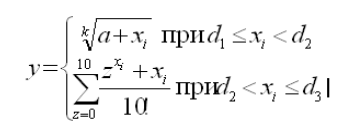 y = { ᵏ√(a + xᵢ) при d₁ ≤ xᵢ < d₂
∑_{z=0}^{10} (z^{xᵢ} + xᵢ) / 10! при d₂ < xᵢ ≤ d₃ |